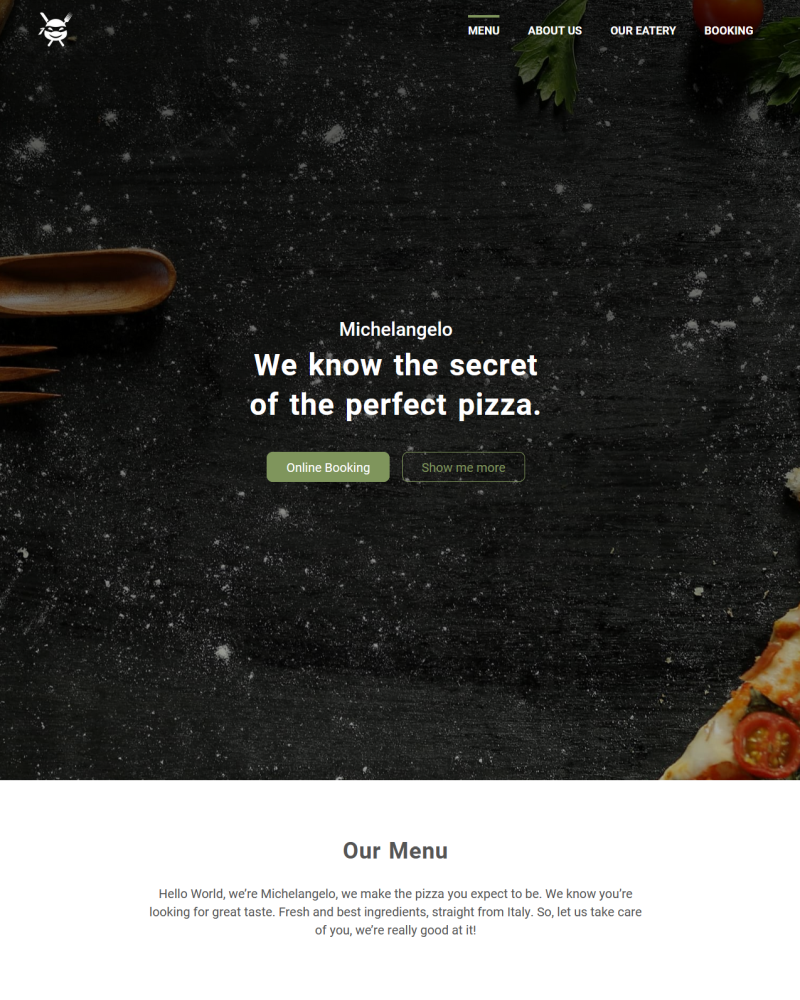 MENU ABOUT US OUR EATERY BOOKING
Michelangelo
We know the secret
of the perfect pizza.
Online Booking Show me more
Our Menu
Hello World, we’re Michelangelo, we make the pizza you expect to be. We know you’re
looking for great taste. Fresh and best ingredients, straight from Italy. So, let us take care
of you, we’re really good at it!